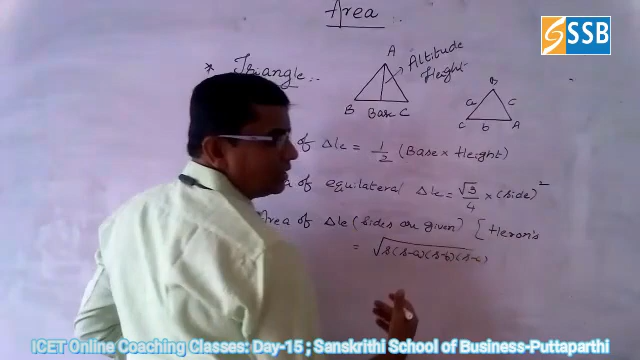 Area
SSB
* Triangle:-
A
Altitude
Height
B Base C
B
a c
c b A
of Δle = 1/2 (Base × Height)
of equilateral Δle = √3/4 × (side)²
Area of Δle (sides are given) [Heron's
= √s(s-a)(s-b)(s-c)
ICET Online Coaching Classes: Day-15 ; Sanskrithi School of Business-Puttaparthi